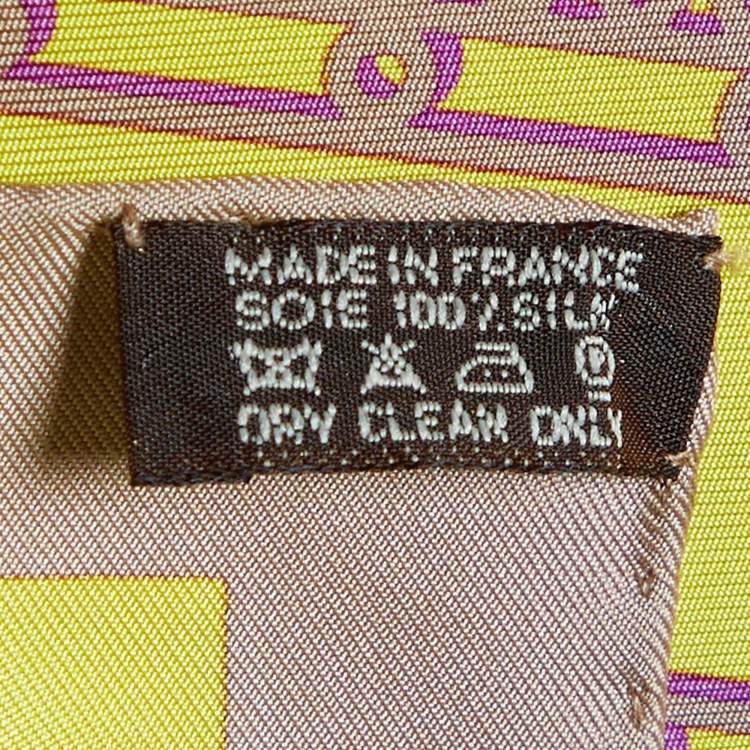 MADE IN FRANCE
SOIE 100% SILK
DRY CLEAN ONLY